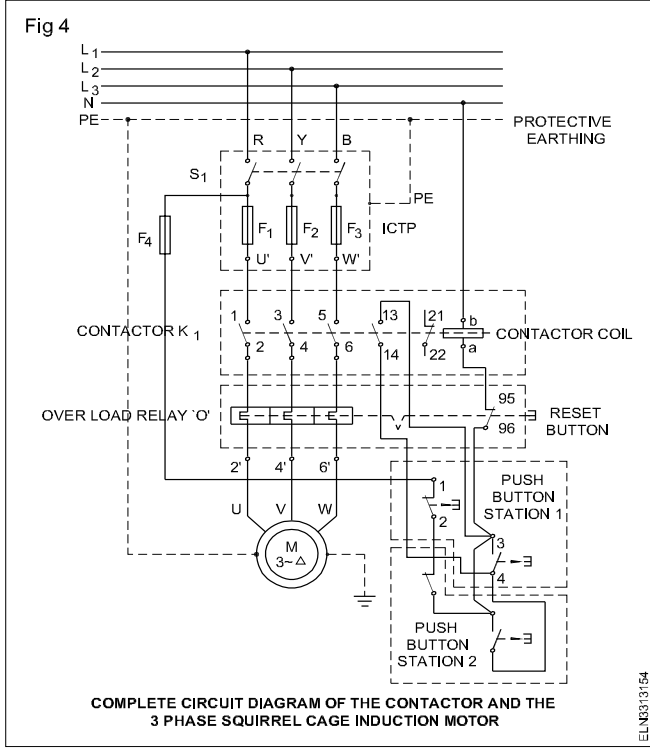 Fig 4
L1
L2
L3
N
PE
PROTECTIVE
EARTHING
R Y B
S1
PE
ICTP
F4
F1 F2 F3
U' V' W'
1 3 5 13 21 b
CONTACTOR K1
CONTACTOR COIL
2 4 6 14 22 a
95
OVER LOAD RELAY `O'
RESET
BUTTON
96
2' 4' 6'
1
PUSH
BUTTON
STATION 1
U V W
2
M
3~ △
3
4
PUSH
BUTTON
STATION 2
COMPLETE CIRCUIT DIAGRAM OF THE CONTACTOR AND THE
3 PHASE SQUIRREL CAGE INDUCTION MOTOR
ELN3313154